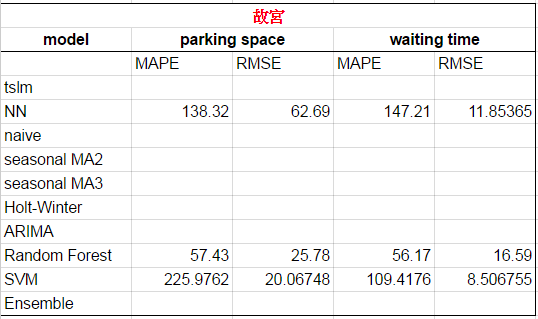 故宮
model parking space waiting time
MAPE RMSE MAPE RMSE
tslm
NN 138.32 62.69 147.21 11.85365
naive
seasonal MA2
seasonal MA3
Holt-Winter
ARIMA
Random Forest 57.43 25.78 56.17 16.59
SVM 225.9762 20.06748 109.4176 8.506755
Ensemble